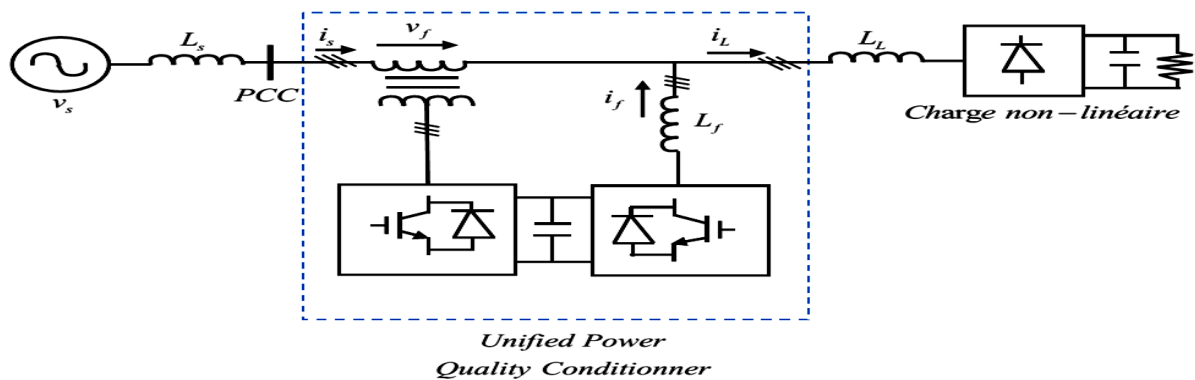 L_s
i_s
v_f
i_L
L_L
v_s
PCC
i_f
L_f
Charge non – linéaire
Unified Power
Quality Conditionner